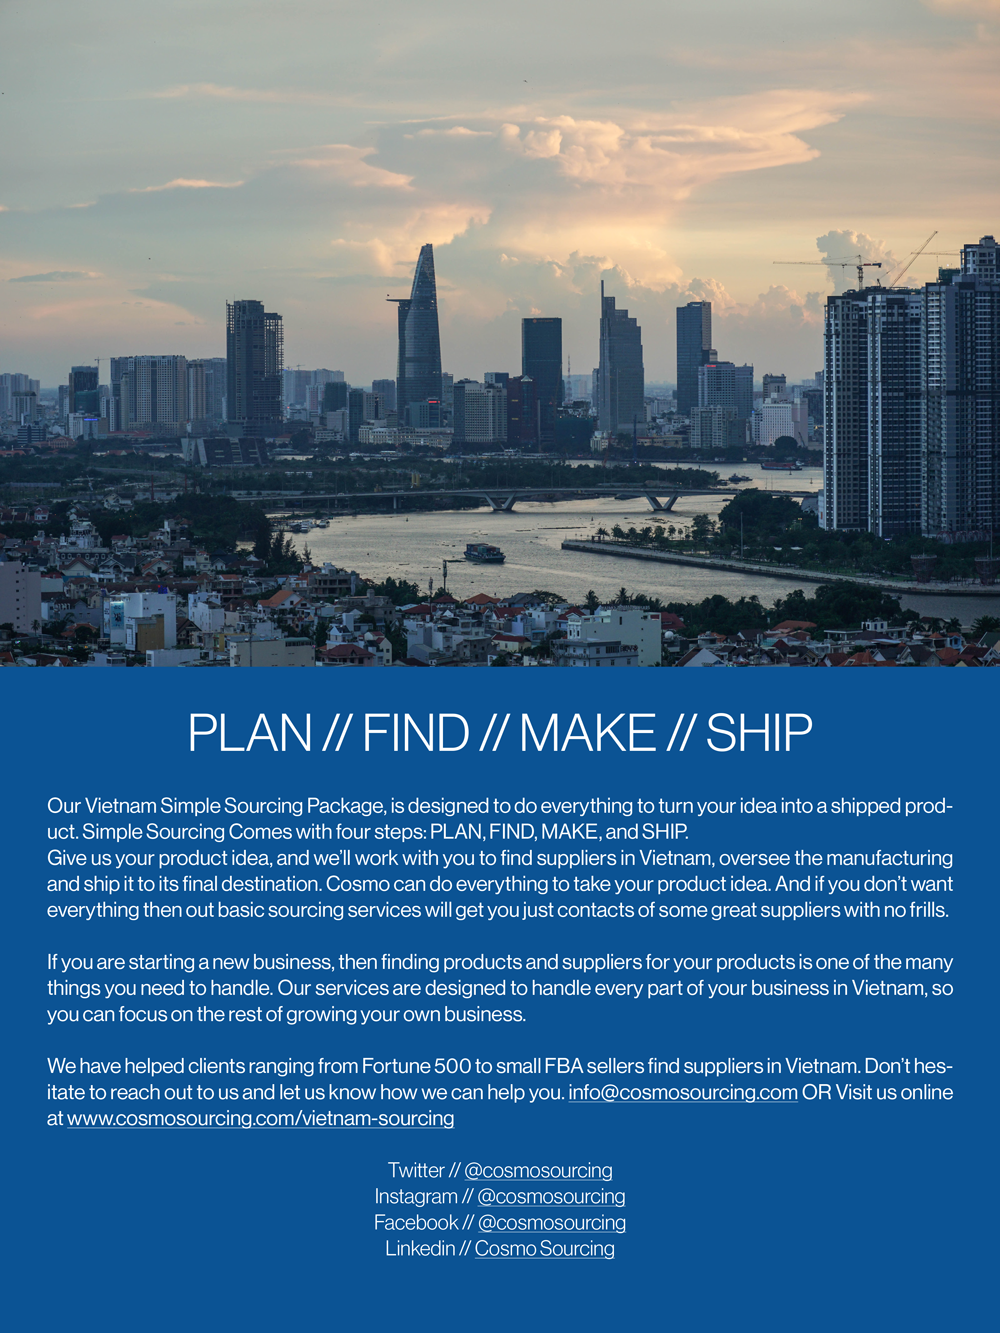 PLAN // FIND // MAKE // SHIP
Our Vietnam Simple Sourcing Package, is designed to do everything to turn your idea into a shipped prod-
uct. Simple Sourcing Comes with four steps: PLAN, FIND, MAKE, and SHIP.
Give us your product idea, and we'll work with you to find suppliers in Vietnam, oversee the manufacturing
and ship it to its final destination. Cosmo can do everything to take your product idea. And if you don't want
everything then out basic sourcing services will get you just contacts of some great suppliers with no frills.
If you are starting a new business, then finding products and suppliers for your products is one of the many
things you need to handle. Our services are designed to handle every part of your business in Vietnam, so
you can focus on the rest of growing your own business.
We have helped clients ranging from Fortune 500 to small FBA sellers find suppliers in Vietnam. Don't hes-
itate to reach out to us and let us know how we can help you. info@cosmosourcing.com OR Visit us online
at www.cosmosourcing.com/vietnam-sourcing
Twitter // @cosmosourcing
Instagram // @cosmosourcing
Facebook // @cosmosourcing
Linkedin // Cosmo Sourcing